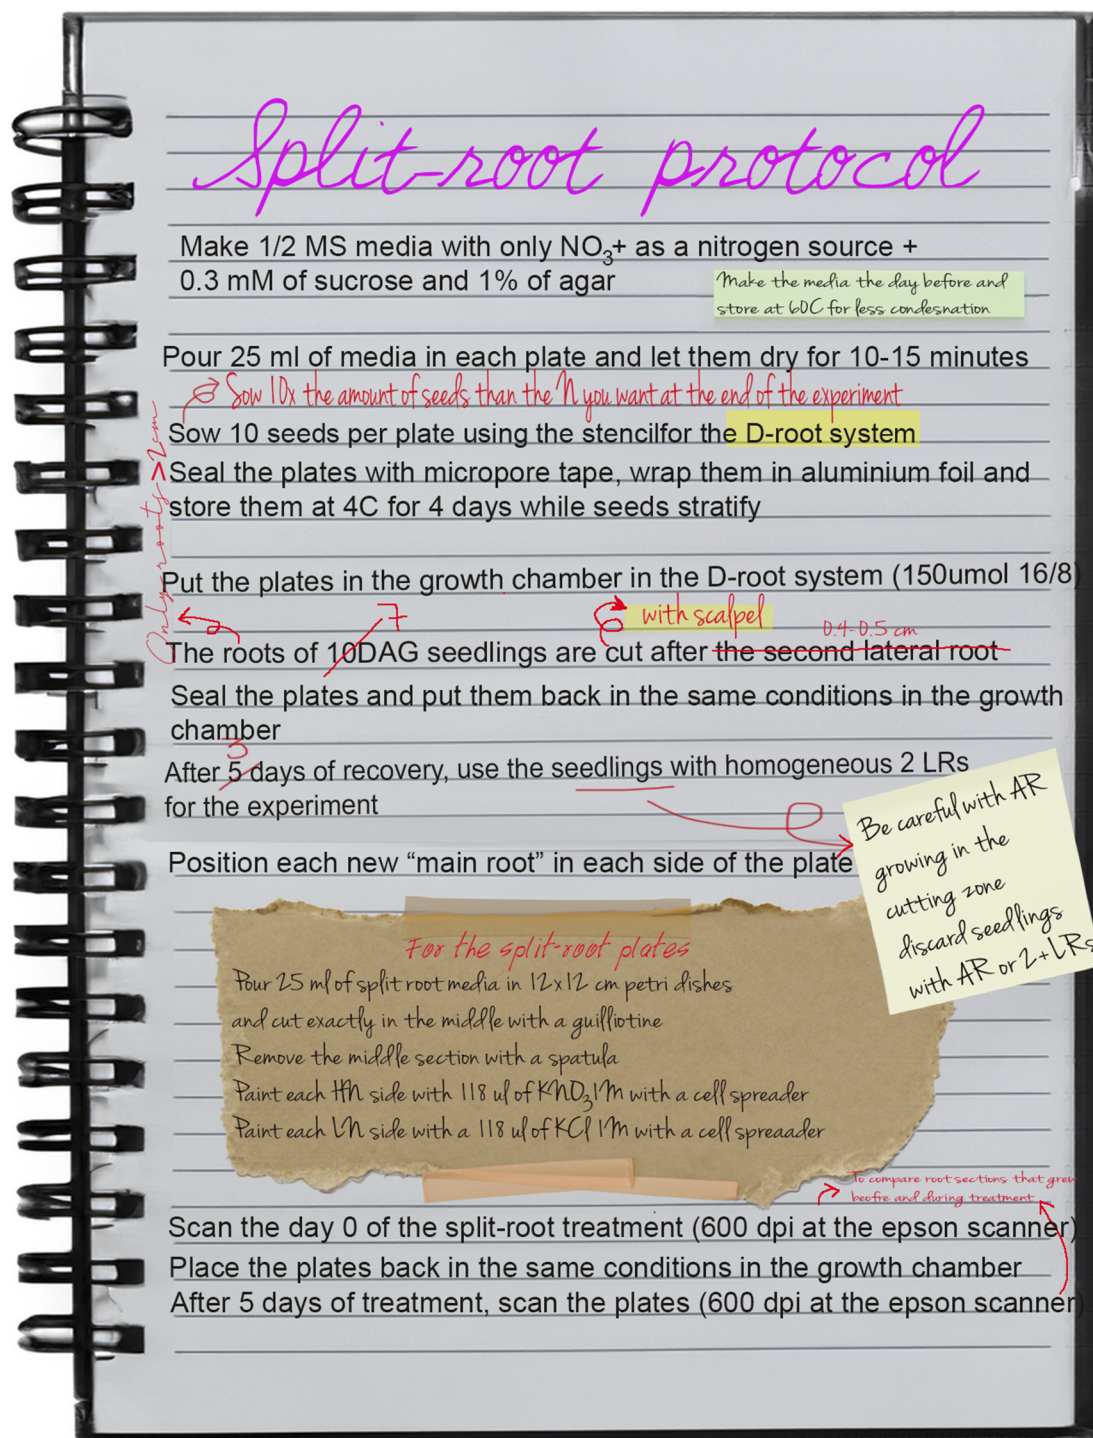 Split-root protocol
Make 1/2 MS media with only NO₃+ as a nitrogen source +
0.3 mM of sucrose and 1% of agar
Make the media the day before and
store at 60C for less condesnation
Pour 25 ml of media in each plate and let them dry for 10-15 minutes
Sow 10x the amount of seeds than the N you want at the end of the experiment
Sow 10 seeds per plate using the stencilfor the D-root system
Seal the plates with micropore tape, wrap them in aluminium foil and
store them at 4C for 4 days while seeds stratify
Only roots > 2cm
Put the plates in the growth chamber in the D-root system (150umol 16/8)
7
with scalpel
0.4-0.5 cm
The roots of 10DAG seedlings are cut after the second lateral root
Seal the plates and put them back in the same conditions in the growth
chamber
3
After 5 days of recovery, use the seedlings with homogeneous 2 LRs
for the experiment
Be careful with AR
growing in the
cutting zone
discard seedlings
with AR or 2+LRs
Position each new “main root” in each side of the plate
For the split-root plates
Pour 25 ml of split root media in 12x12 cm petri dishes
and cut exactly in the middle with a guilliotine
Remove the middle section with a spatula
Paint each HN side with 118 ul of KNO₃1M with a cell spreader
Paint each LN side with a 118 ul of KCl 1M with a cell spreaader
To compare root sections that grew
beofre and during treatment
Scan the day 0 of the split-root treatment (600 dpi at the epson scanner)
Place the plates back in the same conditions in the growth chamber
After 5 days of treatment, scan the plates (600 dpi at the epson scanner)